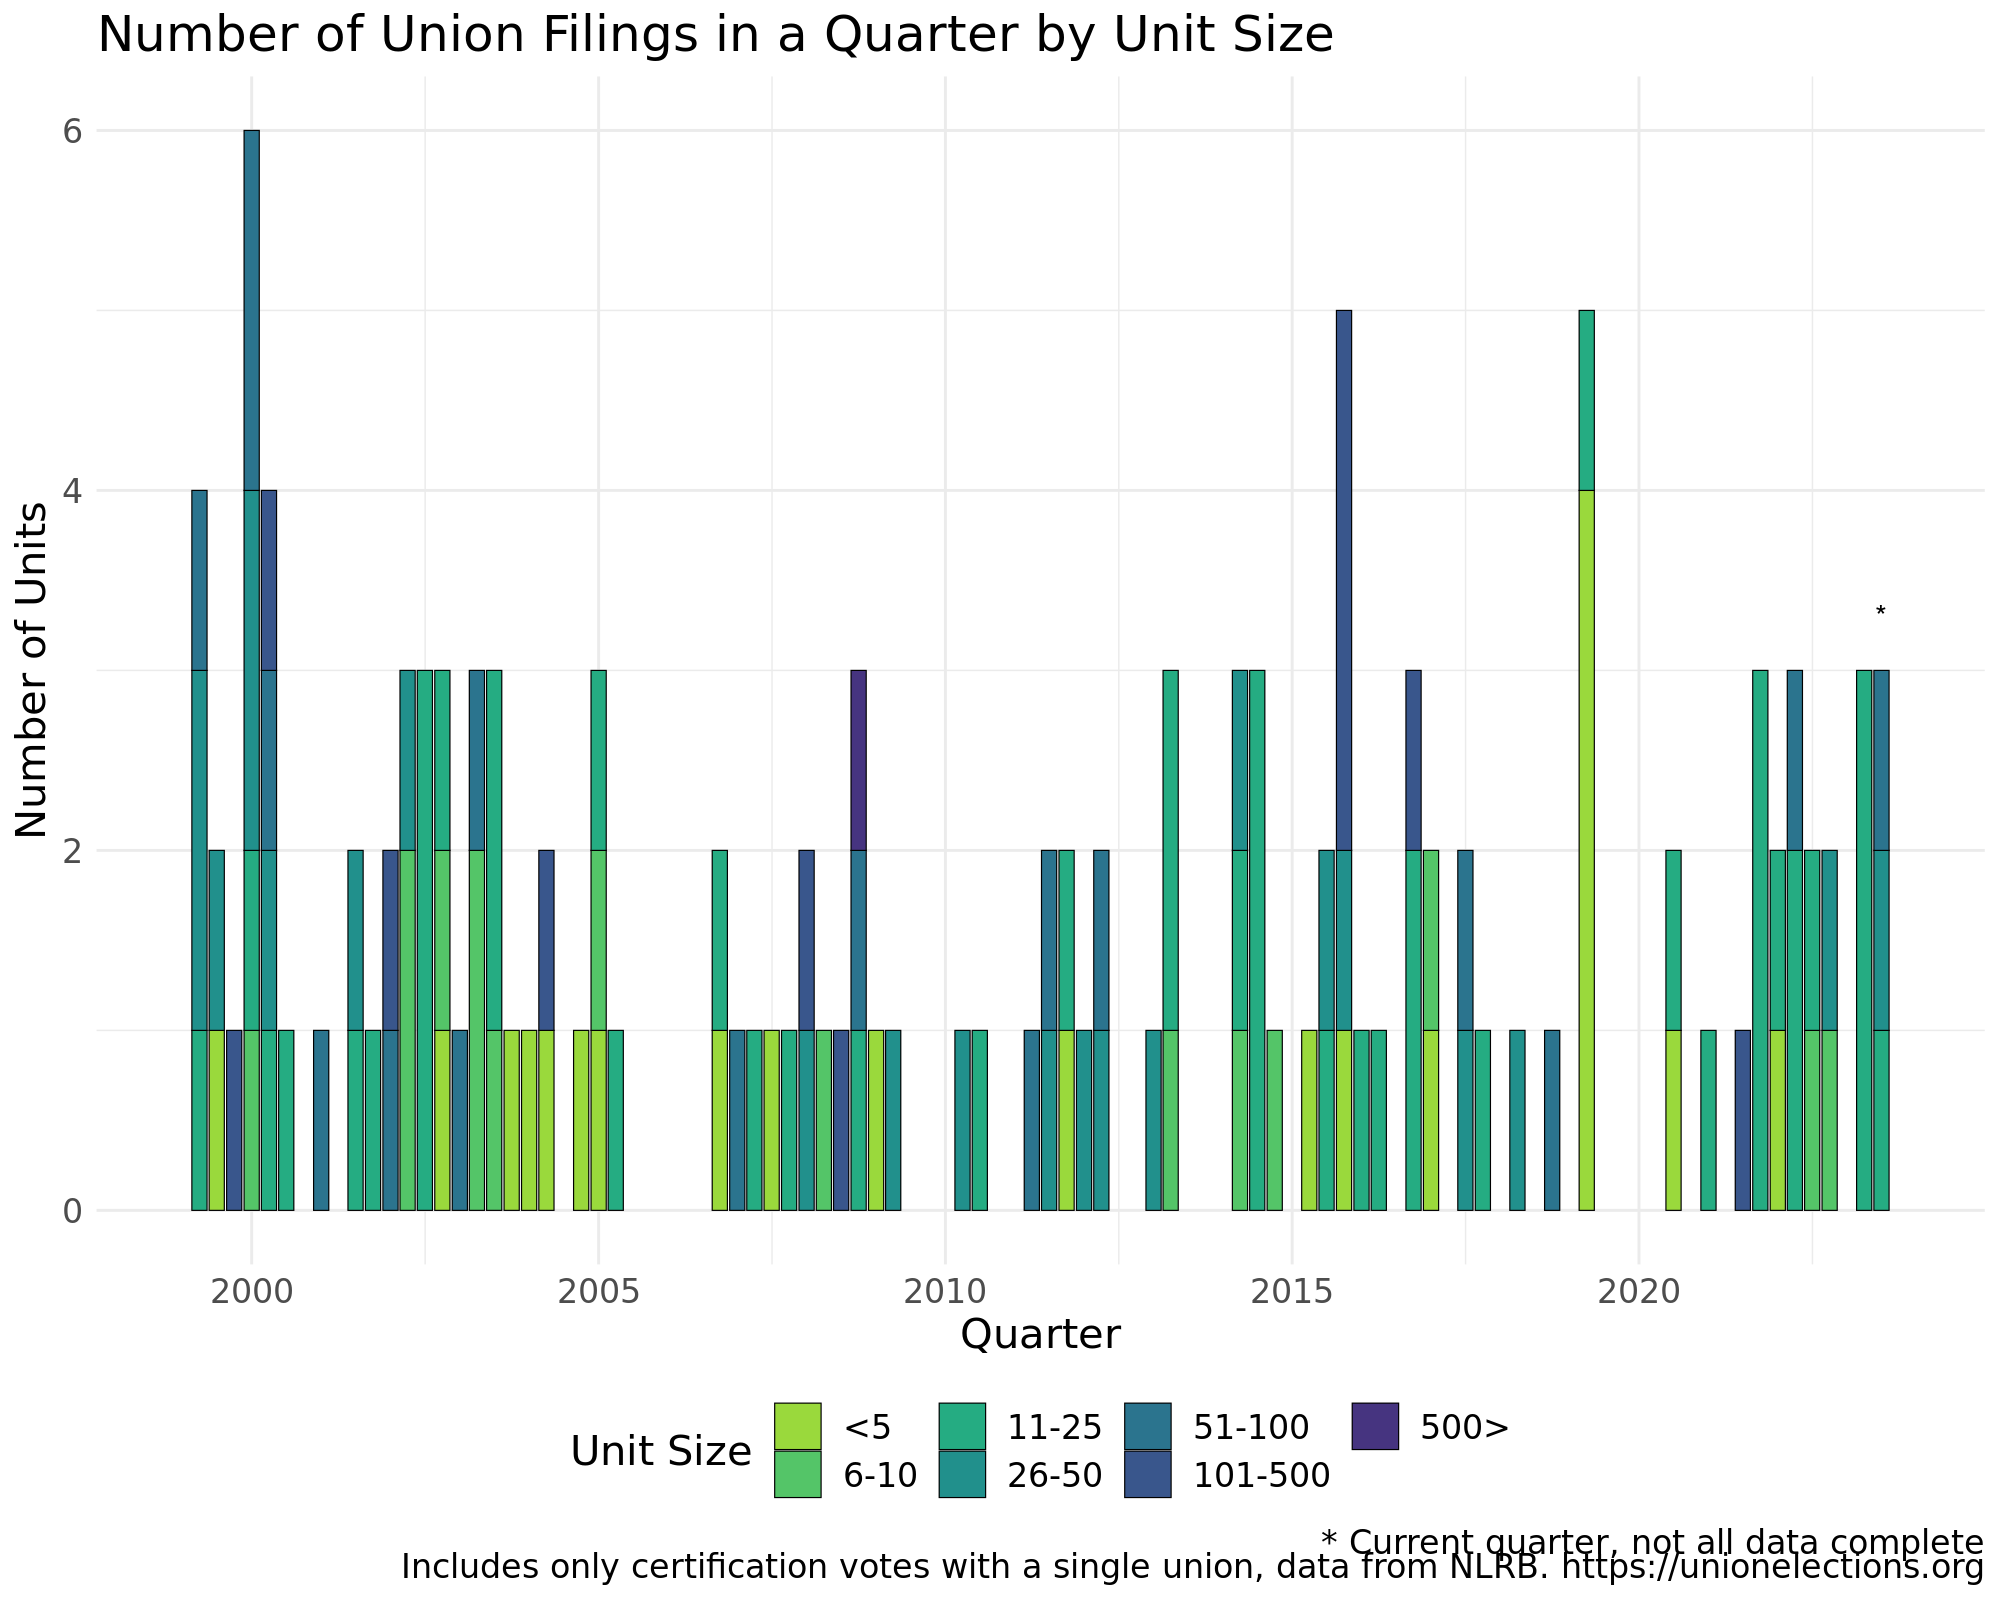 Number of Union Filings in a Quarter by Unit Size
6
4
2
0
Number of Units
2000 2005 2010 2015 2020
*
Quarter
Unit Size
<5 11-25 51-100 500>
6-10 26-50 101-500
* Current quarter, not all data complete
Includes only certification votes with a single union, data from NLRB. https://unionelections.org